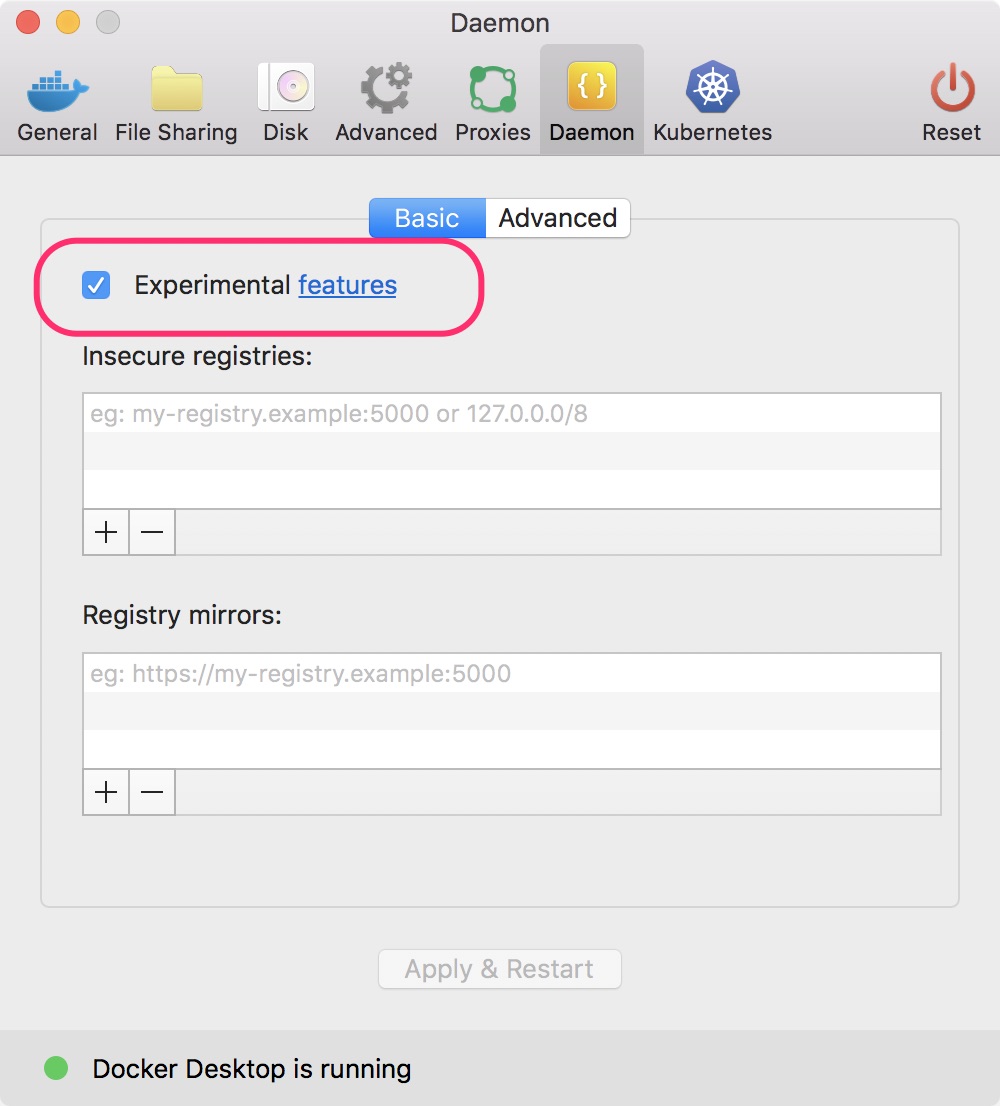 Daemon
General File Sharing Disk Advanced Proxies Daemon Kubernetes Reset
Basic Advanced
Experimental features
Insecure registries:
eg: my-registry.example:5000 or 127.0.0.0/8
Registry mirrors:
eg: https://my-registry.example:5000
Apply & Restart
Docker Desktop is running